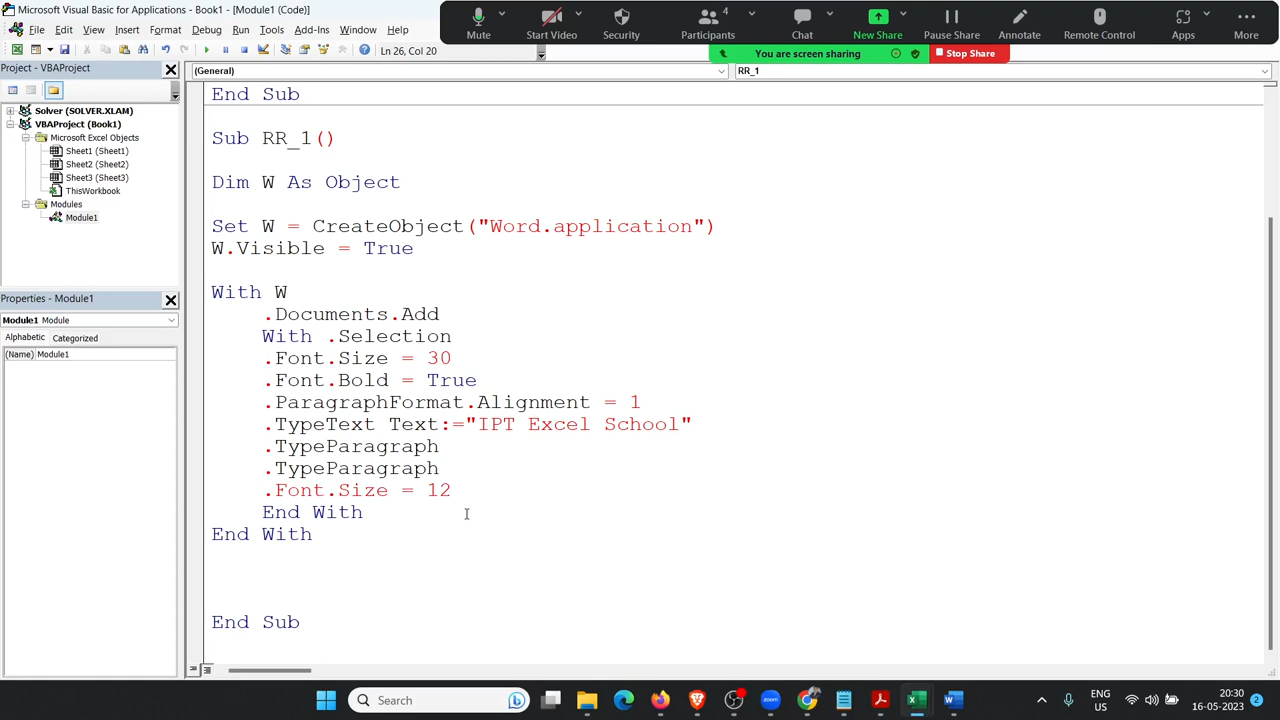 Microsoft Visual Basic for Applications - Book1 - [Module1 (Code)]
File Edit View Insert Format Debug Run Tools Add-Ins Window Help
Ln 26, Col 20
Mute
Start Video
Security
4
Participants
Chat
New Share
Pause Share
Annotate
Remote Control
Apps
More
You are screen sharing
Stop Share
Project - VBAProject
Solver (SOLVER.XLAM)
VBAProject (Book1)
Microsoft Excel Objects
Sheet1 (Sheet1)
Sheet2 (Sheet2)
Sheet3 (Sheet3)
ThisWorkbook
Modules
Module1
Properties - Module1
Module1 Module
Alphabetic Categorized
(Name) Module1
(General)
RR_1
End Sub
Sub RR_1()
Dim W As Object
Set W = CreateObject("Word.application")
W.Visible = True
With W
.Documents.Add
With .Selection
.Font.Size = 30
.Font.Bold = True
.ParagraphFormat.Alignment = 1
.TypeText Text:="IPT Excel School"
.TypeParagraph
.TypeParagraph
.Font.Size = 12
End With
End With
End Sub
Search
zoom
ENG
US
20:30
16-05-2023
2